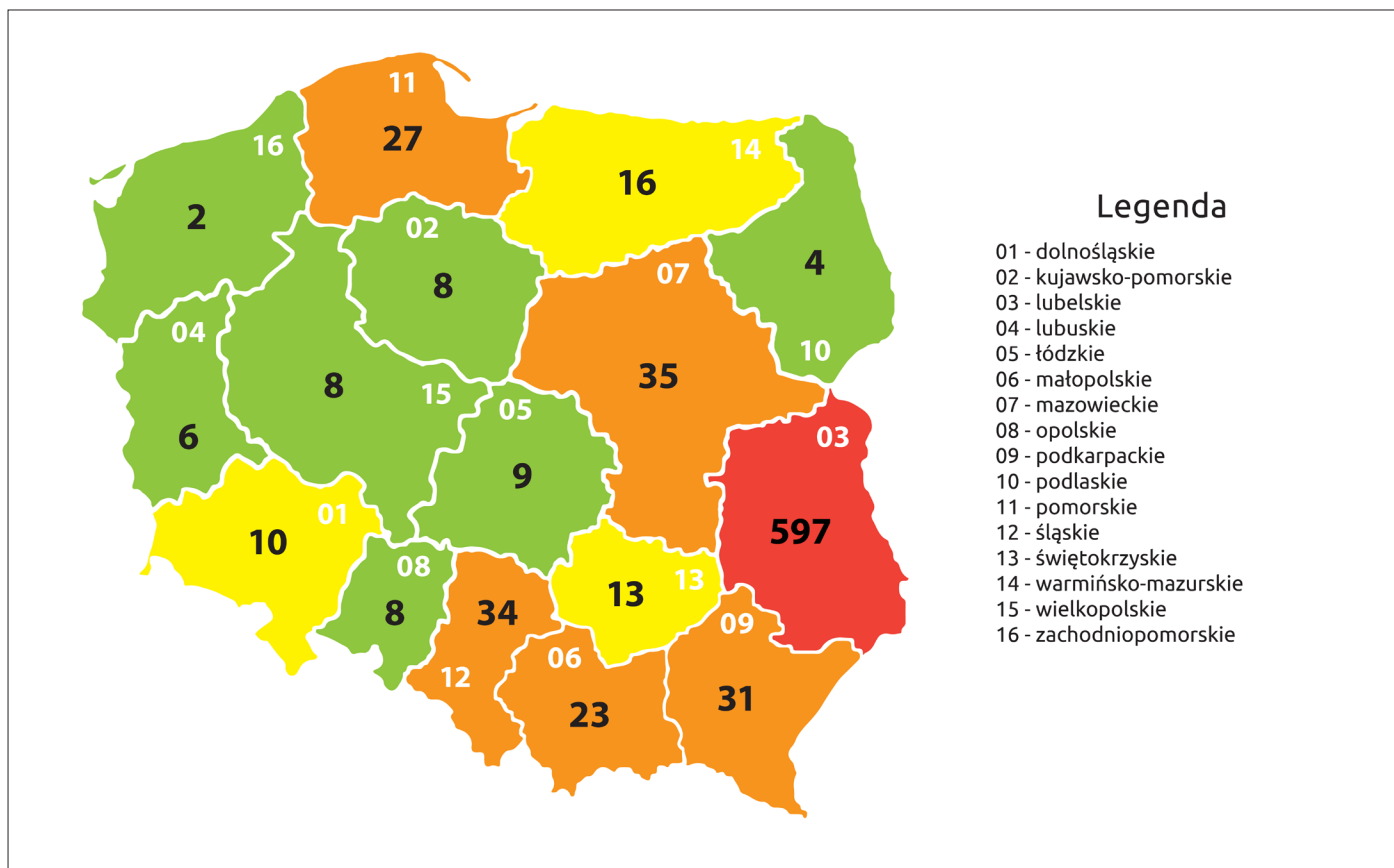 11
27
16
14
16
2
02
8
07
4
04
10
35
8
15
05
6
03
9
01
10
597
08
8
34
13
13
09
06
12
31
23
Legenda
01 - dolnośląskie
02 - kujawsko-pomorskie
03 - lubelskie
04 - lubuskie
05 - łódzkie
06 - małopolskie
07 - mazowieckie
08 - opolskie
09 - podkarpackie
10 - podlaskie
11 - pomorskie
12 - śląskie
13 - świętokrzyskie
14 - warmińsko-mazurskie
15 - wielkopolskie
16 - zachodniopomorskie